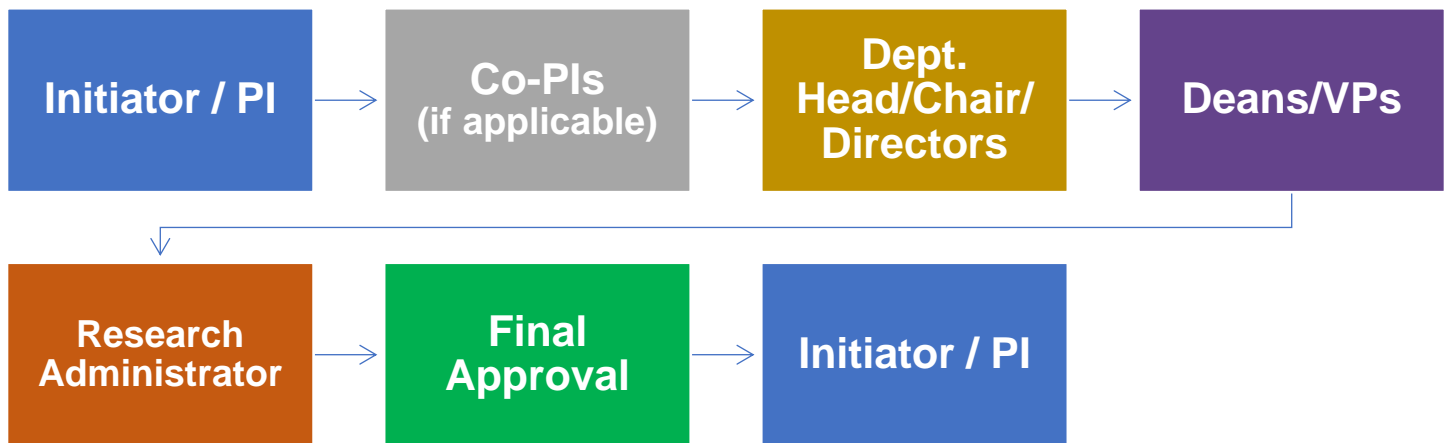 Initiator / PI
Co-PIs
(if applicable)
Dept.
Head/Chair/
Directors
Deans/VPs
Research
Administrator
Final
Approval
Initiator / PI